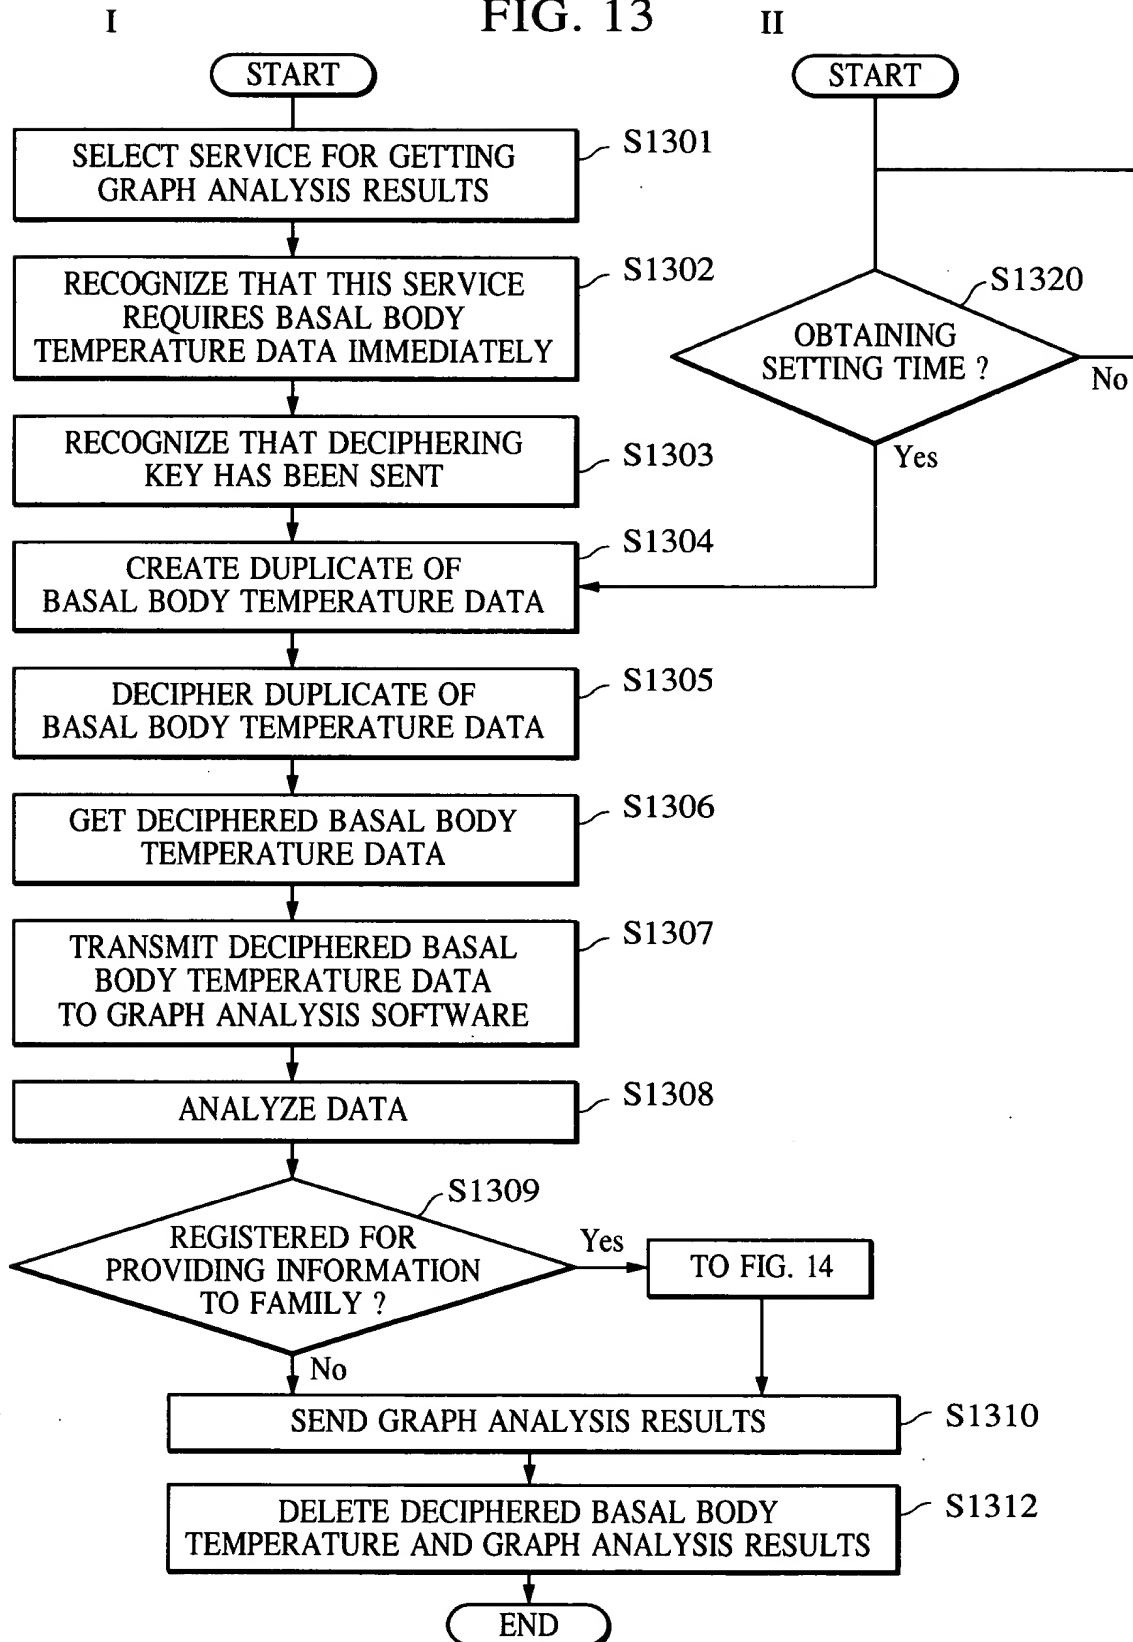 FIG. 13
I
II
START
START
SELECT SERVICE FOR GETTING
GRAPH ANALYSIS RESULTS
S1301
RECOGNIZE THAT THIS SERVICE
REQUIRES BASAL BODY
TEMPERATURE DATA IMMEDIATELY
S1302
S1320
OBTAINING
SETTING TIME ?
No
Yes
RECOGNIZE THAT DECIPHERING
KEY HAS BEEN SENT
S1303
CREATE DUPLICATE OF
BASAL BODY TEMPERATURE DATA
S1304
DECIPHER DUPLICATE OF
BASAL BODY TEMPERATURE DATA
S1305
GET DECIPHERED BASAL BODY
TEMPERATURE DATA
S1306
TRANSMIT DECIPHERED BASAL
BODY TEMPERATURE DATA
TO GRAPH ANALYSIS SOFTWARE
S1307
ANALYZE DATA
S1308
S1309
REGISTERED FOR
PROVIDING INFORMATION
TO FAMILY ?
Yes
TO FIG. 14
No
SEND GRAPH ANALYSIS RESULTS
S1310
DELETE DECIPHERED BASAL BODY
TEMPERATURE AND GRAPH ANALYSIS RESULTS
S1312
END